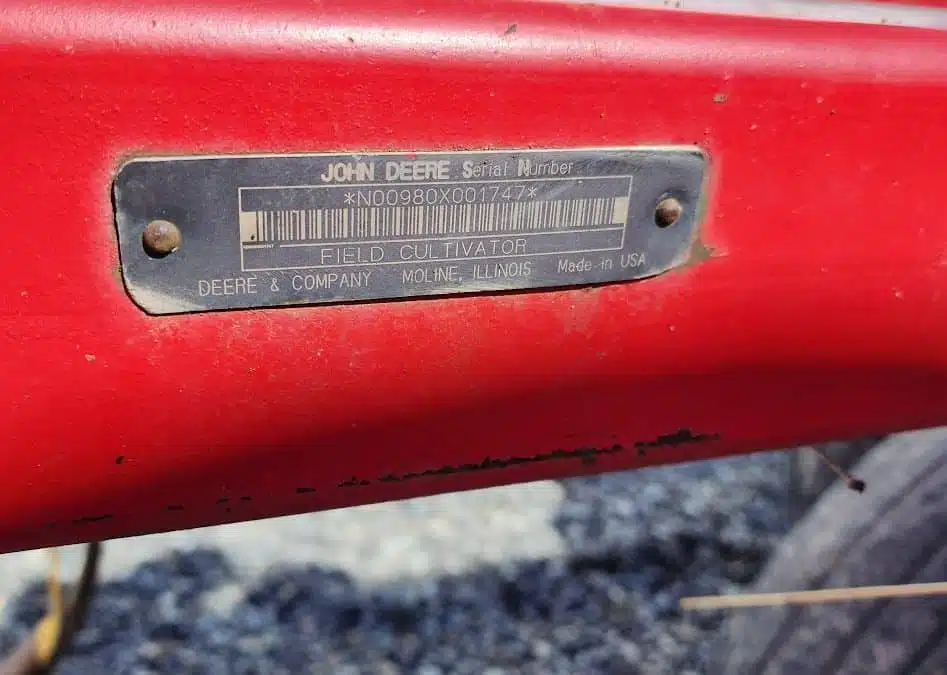 JOHN DEERE Serial Number
*N00980X001747*
FIELD CULTIVATOR
DEERE & COMPANY MOLINE, ILLINOIS Made in USA